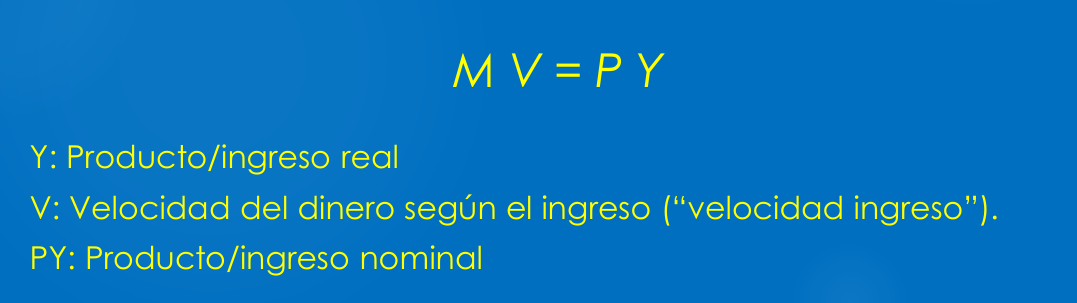 M V = P Y
Y: Producto/ingreso real
V: Velocidad del dinero según el ingreso (“velocidad ingreso”).
PY: Producto/ingreso nominal